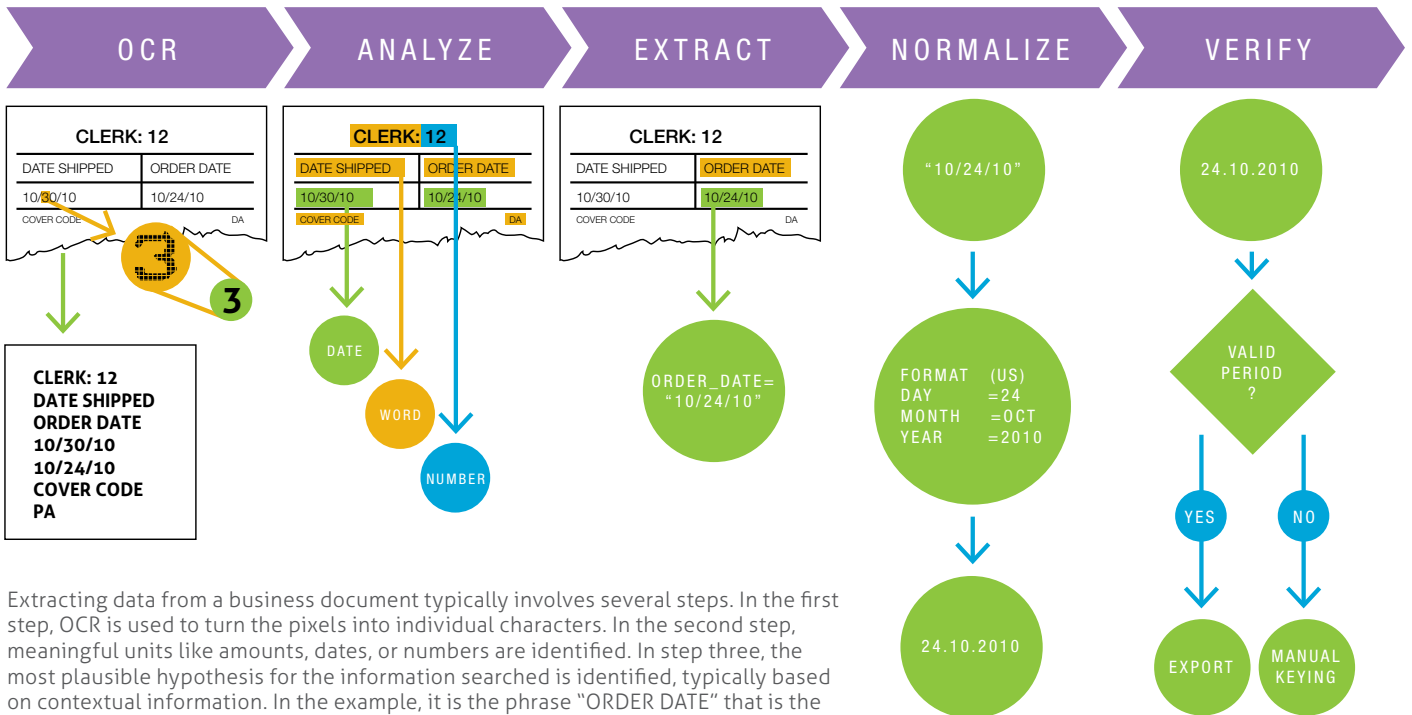 OCR
ANALYZE
EXTRACT
NORMALIZE
VERIFY
CLERK: 12
DATE SHIPPED ORDER DATE
10/30/10 10/24/10
COVER CODE DA
3
3
CLERK: 12
DATE SHIPPED
ORDER DATE
10/30/10
10/24/10
COVER CODE
PA
CLERK: 12
DATE SHIPPED ORDER DATE
10/30/10 10/24/10
COVER CODE DA
DATE
WORD
NUMBER
CLERK: 12
DATE SHIPPED ORDER DATE
10/30/10 10/24/10
COVER CODE DA
ORDER_DATE=
“10/24/10”
“10/24/10”
FORMAT (US)
DAY =24
MONTH =OCT
YEAR =2010
24.10.2010
24.10.2010
VALID
PERIOD
?
YES
NO
EXPORT
MANUAL
KEYING
Extracting data from a business document typically involves several steps. In the first
step, OCR is used to turn the pixels into individual characters. In the second step,
meaningful units like amounts, dates, or numbers are identified. In step three, the
most plausible hypothesis for the information searched is identified, typically based
on contextual information. In the example, it is the phrase “ORDER DATE” that is the